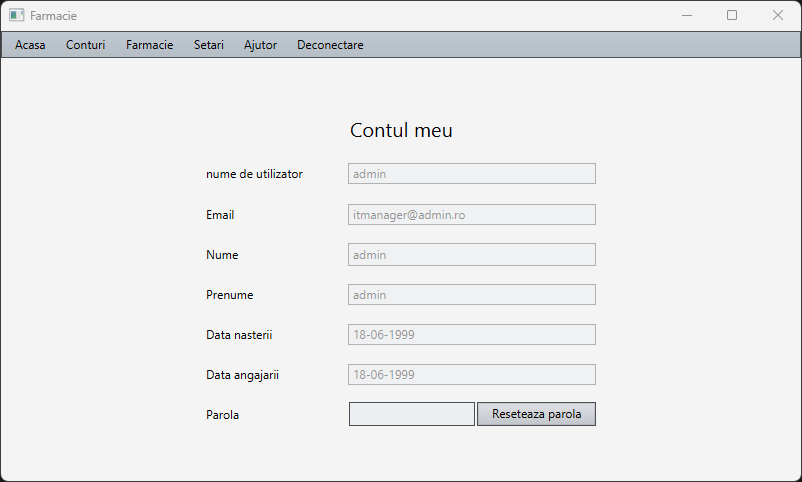 Farmacie
Acasa Conturi Farmacie Setari Ajutor Deconectare
Contul meu
nume de utilizator admin
Email itmanager@admin.ro
Nume admin
Prenume admin
Data nasterii 18-06-1999
Data angajarii 18-06-1999
Parola Reseteaza parola